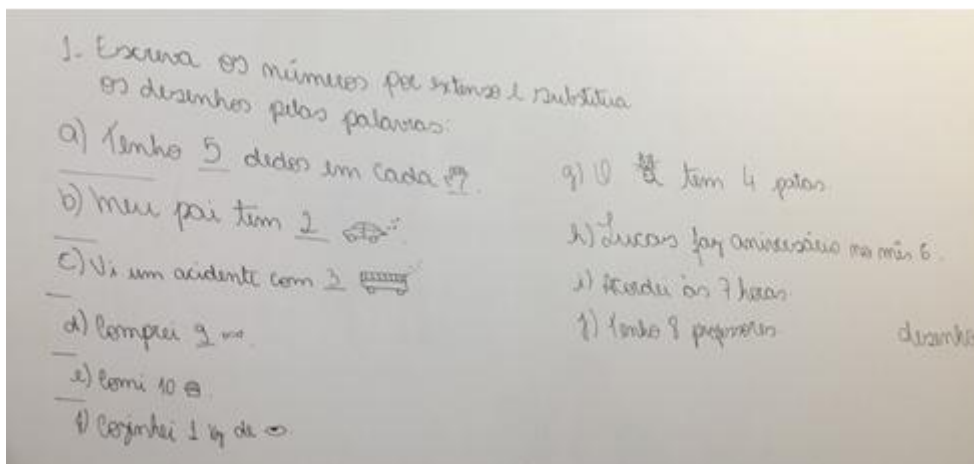 1. Escreva os números por extenso e substitua
os desenhos pelas palavras:
a) Tenho 5 dedos em cada
b) Meu pai tem 2
c) Vi um acidente com 3
d) Comprei 9
e) Comi 10
f) Cozinhei 1 kg de
g) O tem 4 patas
h) Lucas faz aniversário no mês 6.
i) Acordei às 7 horas
j) Tenho 8 professores
desenho